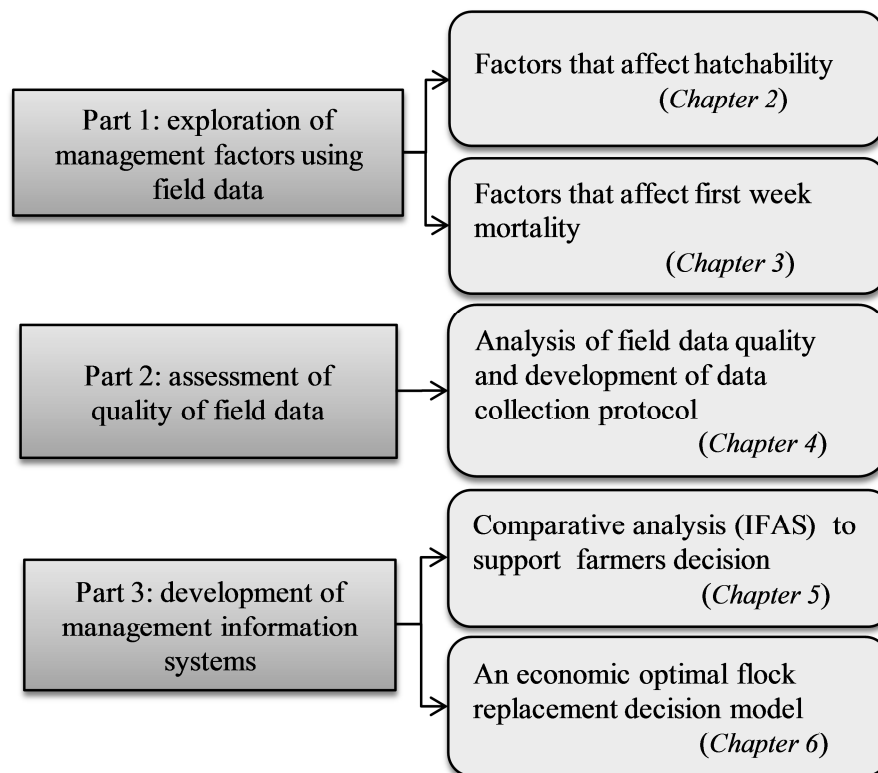 Part 1: exploration of
management factors using
field data
Factors that affect hatchability
(Chapter 2)
Factors that affect first week
mortality
(Chapter 3)
Part 2: assessment of
quality of field data
Analysis of field data quality
and development of data
collection protocol
(Chapter 4)
Part 3: development of
management information
systems
Comparative analysis (IFAS) to
support farmers decision
(Chapter 5)
An economic optimal flock
replacement decision model
(Chapter 6)